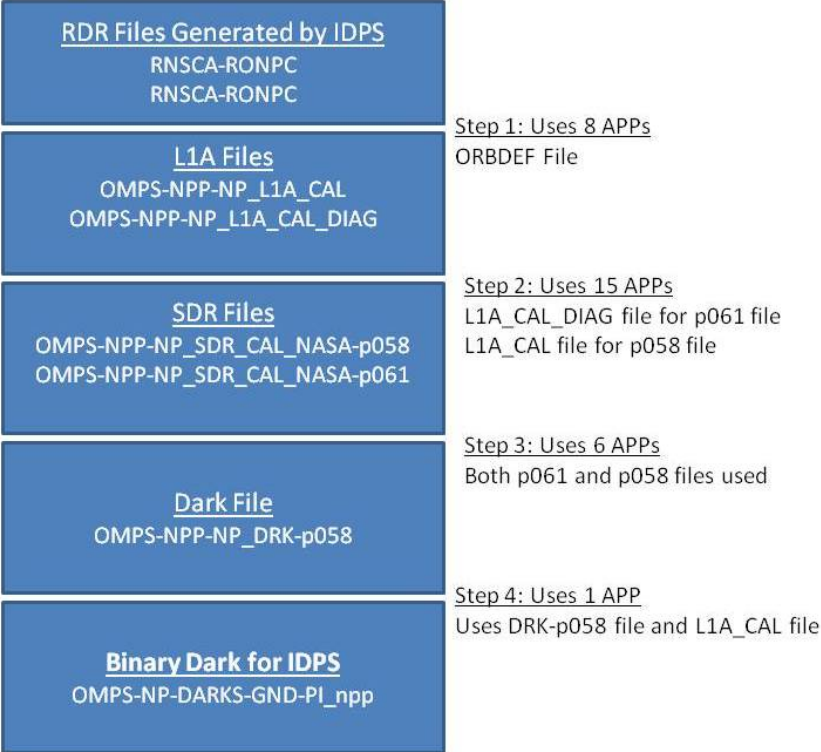 RDR Files Generated by IDPS
RNSCA-RONPC
RNSCA-RONPC
Step 1: Uses 8 APPs
ORBDEF File
L1A Files
OMPS-NPP-NP_L1A_CAL
OMPS-NPP-NP_L1A_CAL_DIAG
Step 2: Uses 15 APPs
L1A_CAL_DIAG file for p061 file
L1A_CAL file for p058 file
SDR Files
OMPS-NPP-NP_SDR_CAL_NASA-p058
OMPS-NPP-NP_SDR_CAL_NASA-p061
Step 3: Uses 6 APPs
Both p061 and p058 files used
Dark File
OMPS-NPP-NP_DRK-p058
Step 4: Uses 1 APP
Uses DRK-p058 file and L1A_CAL file
Binary Dark for IDPS
OMPS-NP-DARKS-GND-PI_npp